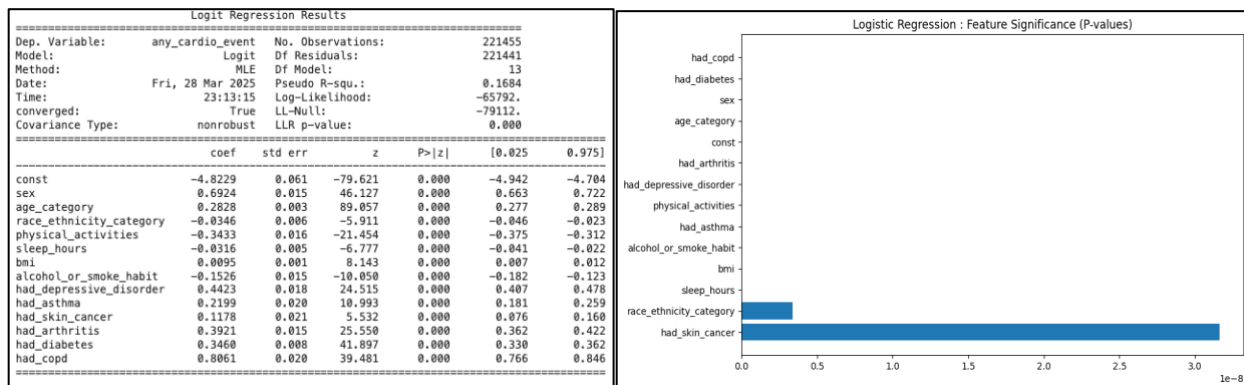 Logit Regression Results
Dep. Variable: any_cardio_event No. Observations: 221455
Model: Logit Df Residuals: 221441
Method: MLE Df Model: 13
Date: Fri, 28 Mar 2025 Pseudo R-squ.: 0.1684
Time: 23:13:15 Log-Likelihood: -65792.
converged: True LL-Null: -79112.
Covariance Type: nonrobust LLR p-value: 0.000
coef std err z P>|z| [0.025 0.975]
const -4.8229 0.061 -79.621 0.000 -4.942 -4.704
sex 0.6924 0.015 46.127 0.000 0.663 0.722
age_category 0.2828 0.003 89.057 0.000 0.277 0.289
race_ethnicity_category -0.0346 0.006 -5.911 0.000 -0.046 -0.023
physical_activities -0.3433 0.016 -21.454 0.000 -0.375 -0.312
sleep_hours -0.0316 0.005 -6.777 0.000 -0.041 -0.022
bmi 0.0095 0.001 8.143 0.000 0.007 0.012
alcohol_or_smoke_habit -0.1526 0.015 -10.050 0.000 -0.182 -0.123
had_depressive_disorder 0.4423 0.018 24.515 0.000 0.407 0.478
had_asthma 0.2199 0.020 10.993 0.000 0.181 0.259
had_skin_cancer 0.1178 0.021 5.532 0.000 0.076 0.160
had_arthritis 0.3921 0.015 25.550 0.000 0.362 0.422
had_diabetes 0.3460 0.008 41.897 0.000 0.330 0.362
had_copd 0.8061 0.020 39.481 0.000 0.766 0.846
Logistic Regression : Feature Significance (P-values)
had_copd
had_diabetes
sex
age_category
const
had_arthritis
had_depressive_disorder
physical_activities
had_asthma
alcohol_or_smoke_habit
bmi
sleep_hours
race_ethnicity_category
had_skin_cancer
0.0 0.5 1.0 1.5 2.0 2.5 3.0
1e-8